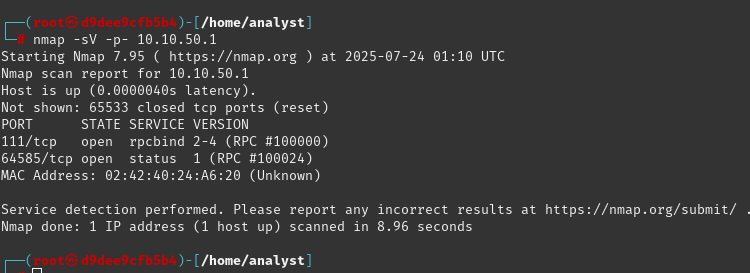 ┌──(root㉿d9dee9cfb5b4)-[/home/analyst]
└─# nmap -sV -p- 10.10.50.1
Starting Nmap 7.95 ( https://nmap.org ) at 2025-07-24 01:10 UTC
Nmap scan report for 10.10.50.1
Host is up (0.0000040s latency).
Not shown: 65533 closed tcp ports (reset)
PORT      STATE SERVICE VERSION
111/tcp   open  rpcbind 2-4 (RPC #100000)
64585/tcp open  status  1 (RPC #100024)
MAC Address: 02:42:40:24:A6:20 (Unknown)

Service detection performed. Please report any incorrect results at https://nmap.org/submit/ .
Nmap done: 1 IP address (1 host up) scanned in 8.96 seconds

┌──(root㉿d9dee9cfb5b4)-[/home/analyst]
└─#